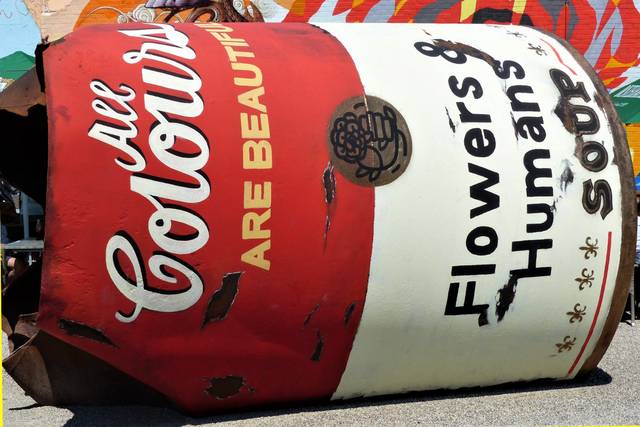 All
Colours
ARE BEAUTIFUL
Flowers &
Humans
SOUP